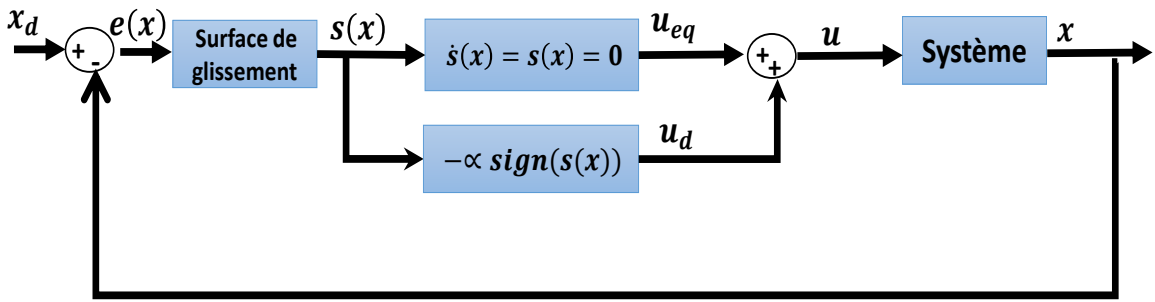 x_d
e(x)
+
-
Surface de
glissement
s(x)
ṡ(x) = s(x) = 0
u_eq
+
+
u
Système
x
−∝ sign(s(x))
u_d